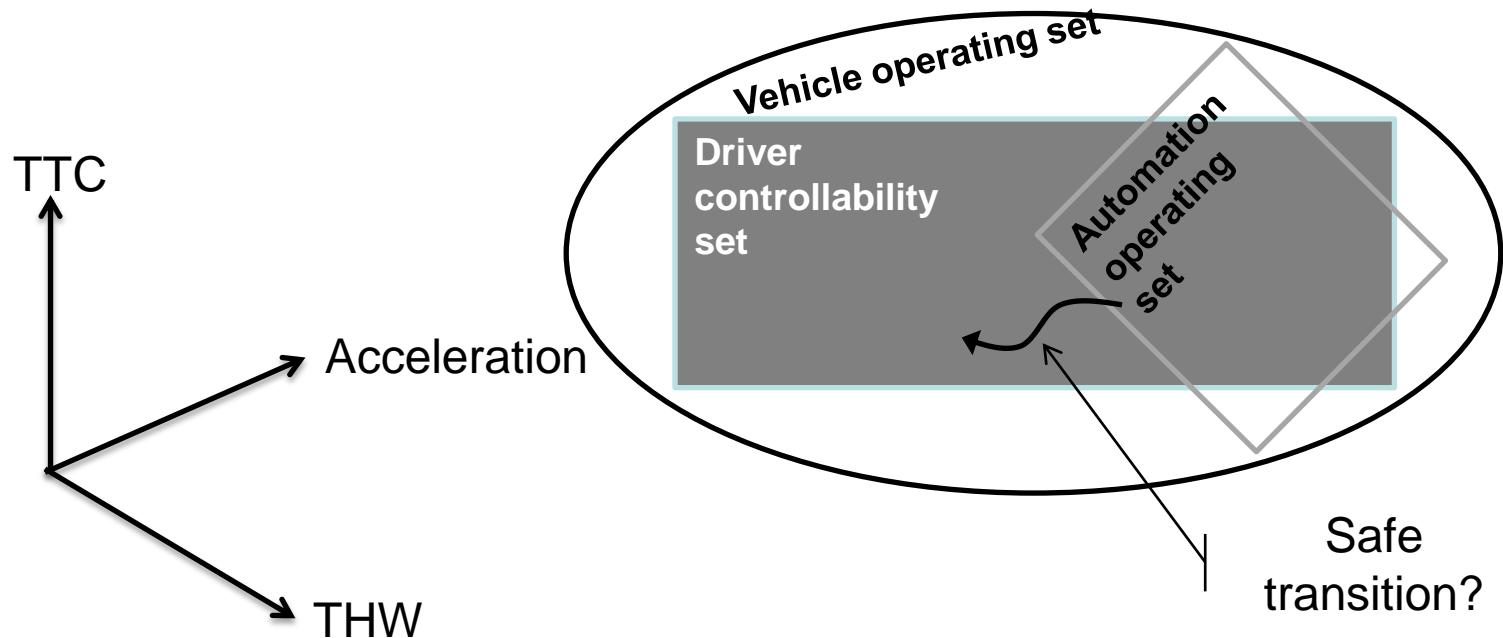 TTC
Acceleration
THW
Vehicle operating set
Driver
controllability
set
Automation
operating
set
Safe
transition?